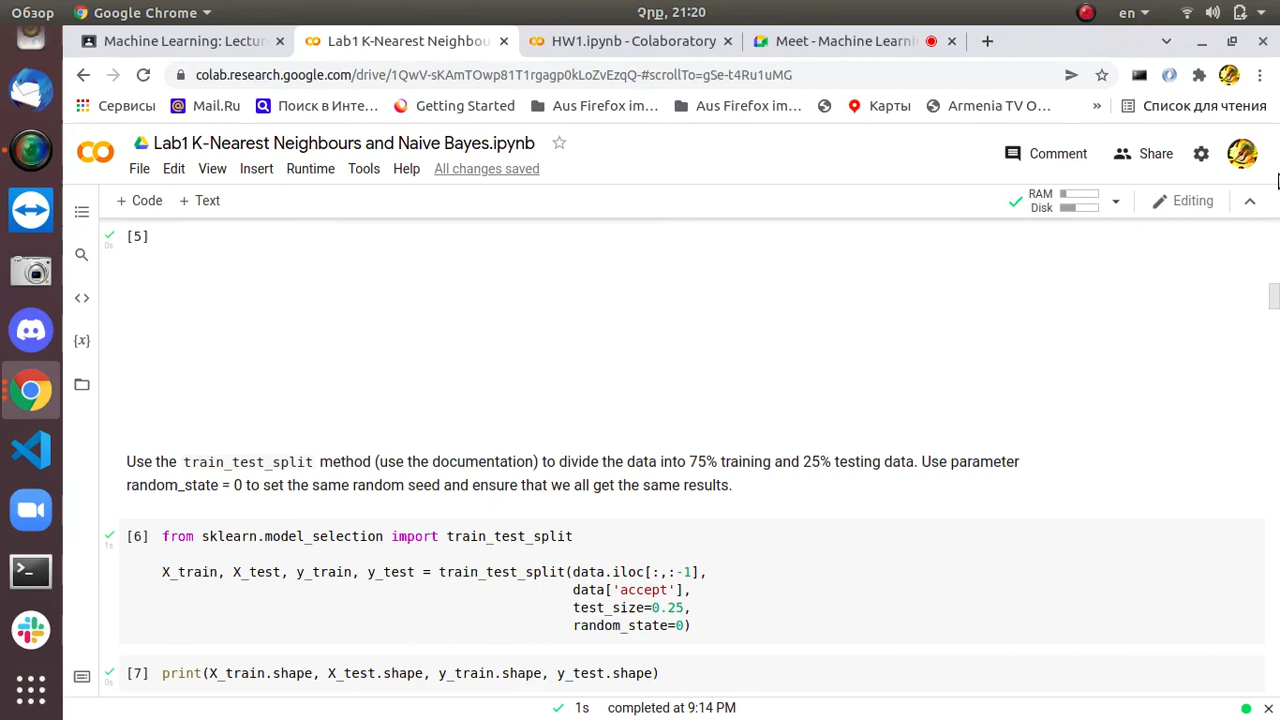 Обзор
Google Chrome
Չրք, 21:20
en
Machine Learning: Lectur
Lab1 K-Nearest Neighbou
HW1.ipynb - Colaboratory
Meet - Machine Learni
colab.research.google.com/drive/1QwV-sKAmTOwp81T1rgagp0kLoZvEzqQ-#scrollTo=gSe-t4Ru1uMG
Сервисы
Mail.Ru
Поиск в Инте...
Getting Started
Aus Firefox im...
Aus Firefox im...
Карты
Armenia TV O...
»
Список для чтения
Lab1 K-Nearest Neighbours and Naive Bayes.ipynb
Comment
Share
File Edit View Insert Runtime Tools Help All changes saved
+ Code + Text
RAM
Disk
Editing
[5]
0s
Use the train_test_split method (use the documentation) to divide the data into 75% training and 25% testing data. Use parameter
random_state = 0 to set the same random seed and ensure that we all get the same results.
[6] from sklearn.model_selection import train_test_split
1s
X_train, X_test, y_train, y_test = train_test_split(data.iloc[:,:-1],
data['accept'],
test_size=0.25,
random_state=0)
[7] print(X_train.shape, X_test.shape, y_train.shape, y_test.shape)
0s
1s completed at 9:14 PM